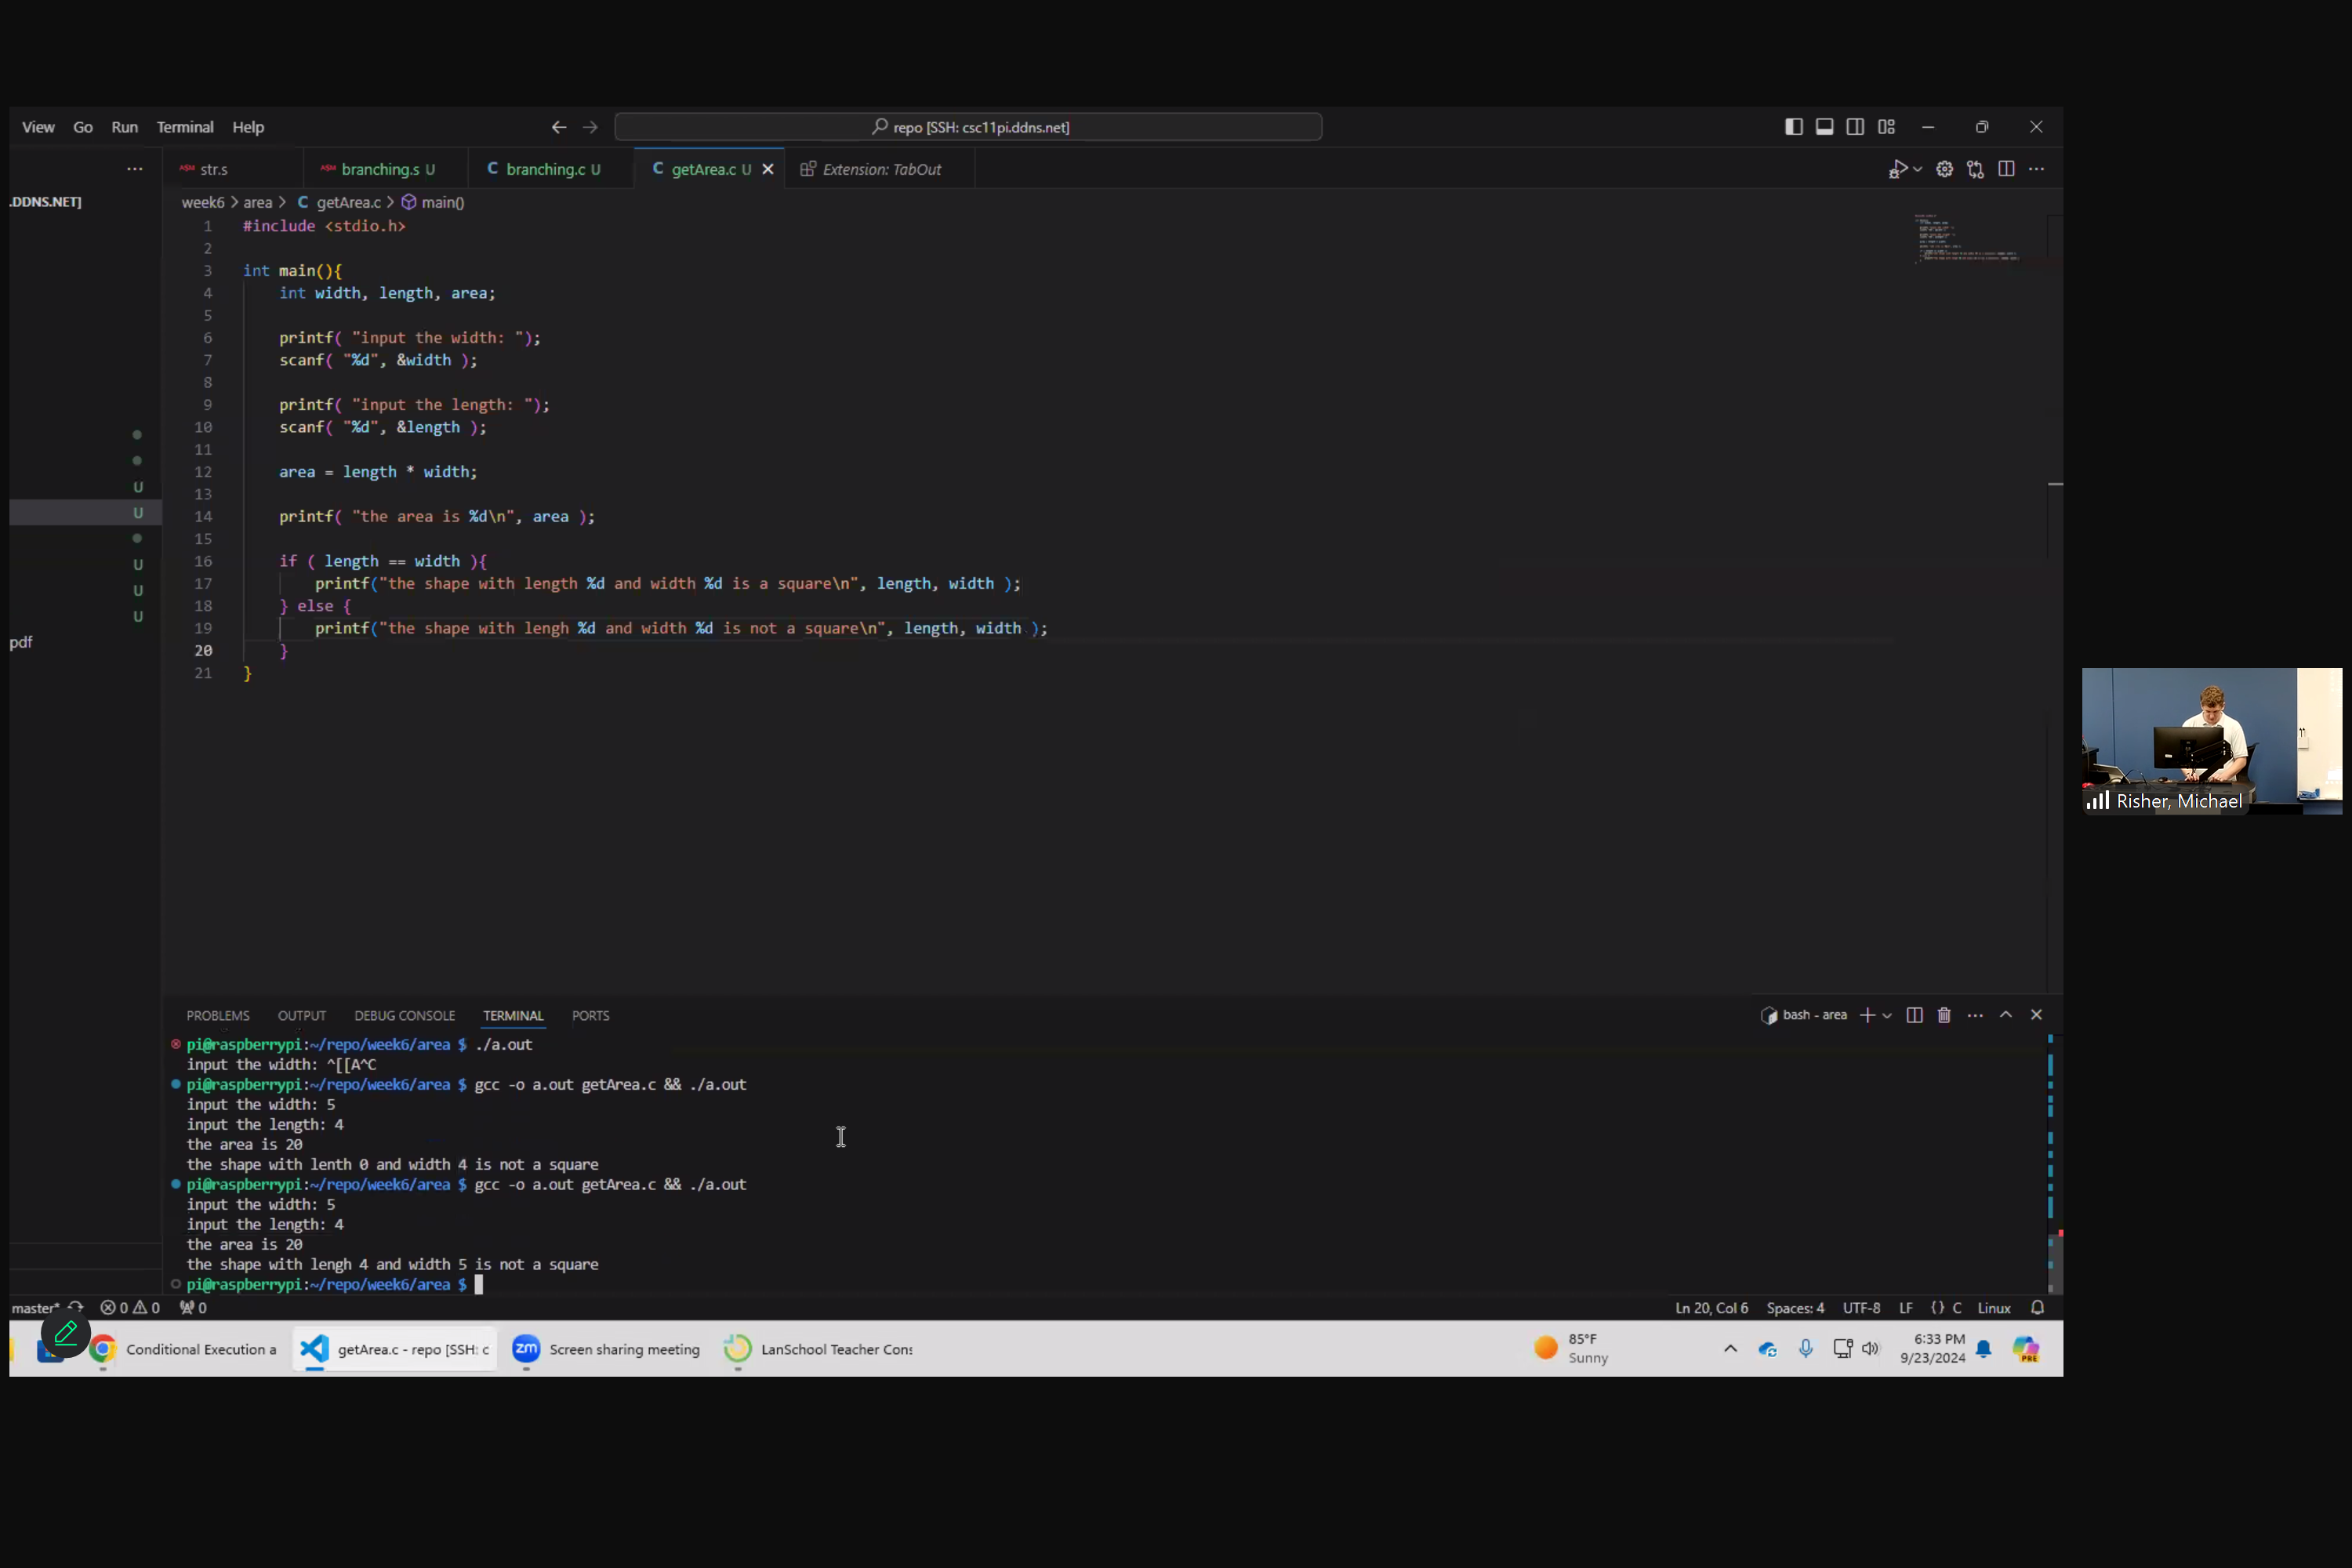 View Go Run Terminal Help
repo [SSH: csc11pi.ddns.net]
ASM str.s
ASM branching.s U
C branching.c U
C getArea.c U
Extension: TabOut
.DDNS.NET]
week6 > area > C getArea.c > main()
1 #include <stdio.h>
2
3 int main(){
4 int width, length, area;
5
6 printf( "input the width: ");
7 scanf( "%d", &width );
8
9 printf( "input the length: ");
10 scanf( "%d", &length );
11
12 area = length * width;
13
14 printf( "the area is %d\n", area );
15
16 if ( length == width ){
17 printf("the shape with length %d and width %d is a square\n", length, width );
18 } else {
19 printf("the shape with lengh %d and width %d is not a square\n", length, width );
20 }
21 }
U
U
U
U
U
pdf
Risher, Michael
PROBLEMS OUTPUT DEBUG CONSOLE TERMINAL PORTS
bash - area
pi@raspberrypi:~/repo/week6/area $ ./a.out
input the width: ^[[A^C
pi@raspberrypi:~/repo/week6/area $ gcc -o a.out getArea.c && ./a.out
input the width: 5
input the length: 4
the area is 20
the shape with lenth 0 and width 4 is not a square
pi@raspberrypi:~/repo/week6/area $ gcc -o a.out getArea.c && ./a.out
input the width: 5
input the length: 4
the area is 20
the shape with lengh 4 and width 5 is not a square
pi@raspberrypi:~/repo/week6/area $
master* 0 0 0
Ln 20, Col 6 Spaces: 4 UTF-8 LF {} C Linux
Conditional Execution a
getArea.c - repo [SSH: c
zm Screen sharing meeting
LanSchool Teacher Cons
85°F
Sunny
6:33 PM
9/23/2024
PRE